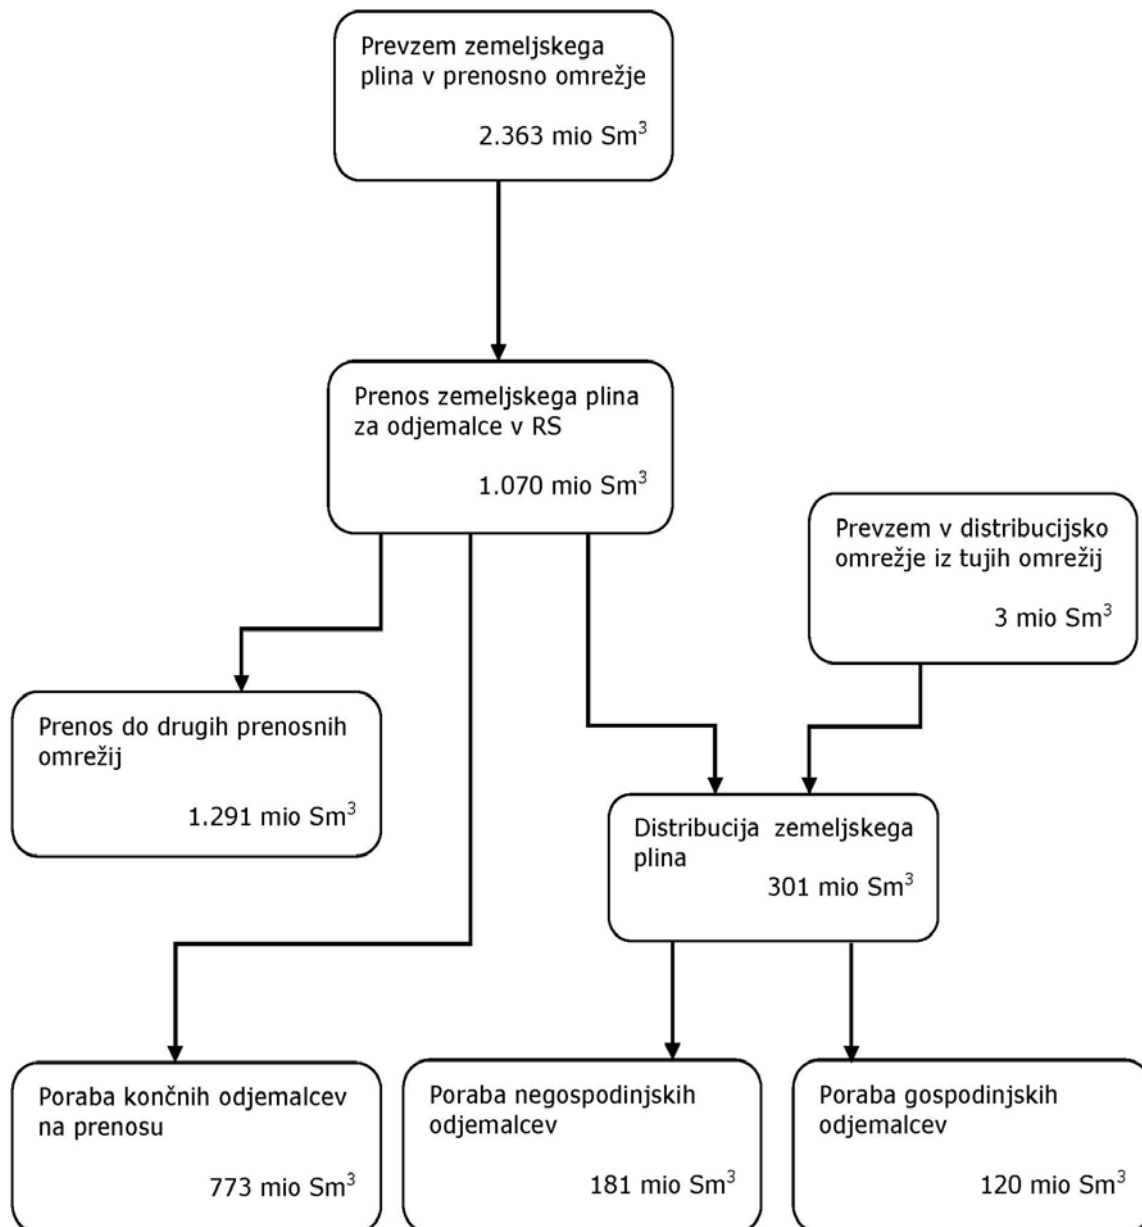 Prevzem zemeljskega
plina v prenosno omrežje
2.363 mio Sm³
Prenos zemeljskega plina
za odjemalce v RS
1.070 mio Sm³
Prevzem v distribucijsko
omrežje iz tujih omrežij
3 mio Sm³
Prenos do drugih prenosnih
omrežij
1.291 mio Sm³
Distribucija zemeljskega
plina
301 mio Sm³
Poraba končnih odjemalcev
na prenosu
773 mio Sm³
Poraba negospodinjskih
odjemalcev
181 mio Sm³
Poraba gospodinjskih
odjemalcev
120 mio Sm³